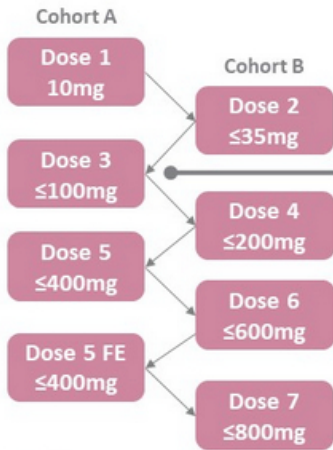 Cohort A
Dose 1
10mg
Cohort B
Dose 2
≤35mg
Dose 3
≤100mg
Dose 4
≤200mg
Dose 5
≤400mg
Dose 6
≤600mg
Dose 5 FE
≤400mg
Dose 7
≤800mg